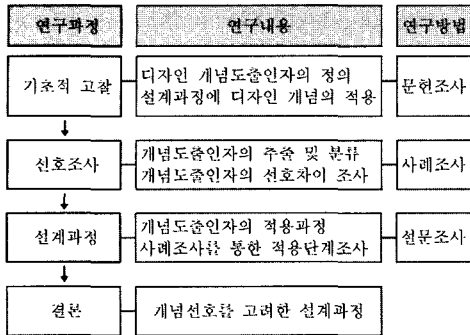 연구과정 연구내용 연구방법
기초적 고찰
디자인 개념도출인자의 정의
설계과정에 디자인 개념의 적용
문헌조사
선호조사
개념도출인자의 추출 및 분류
개념도출인자의 선호차이 조사
사례조사
설계과정
개념도출인자의 적용과정
사례조사를 통한 적용단계조사
설문조사
결론
개념선호를 고려한 설계과정